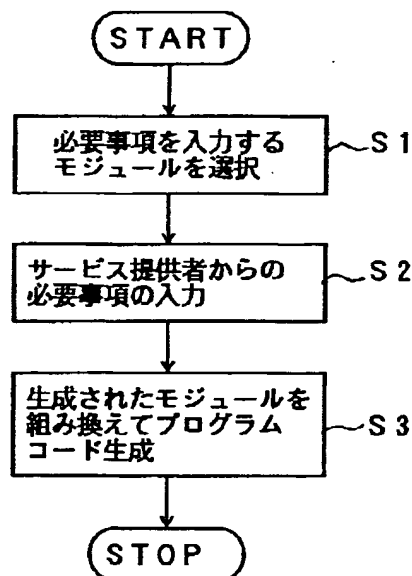 START
必要事項を入力する
モジュールを選択
S1
サービス提供者からの
必要事項の入力
S2
生成されたモジュールを
組み換えてプログラム
コード生成
S3
STOP